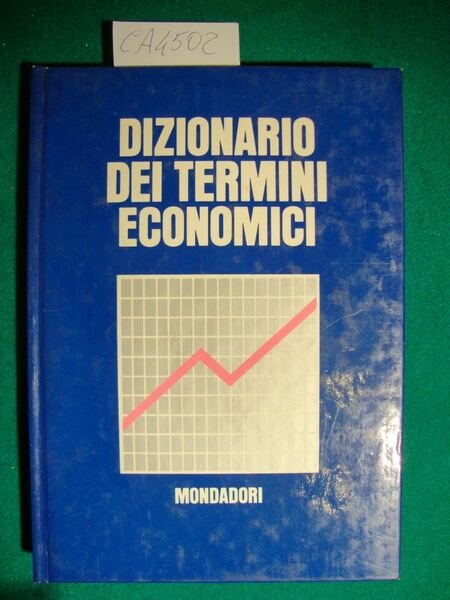 CA4502
DIZIONARIO
DEI TERMINI
ECONOMICI
MONDADORI